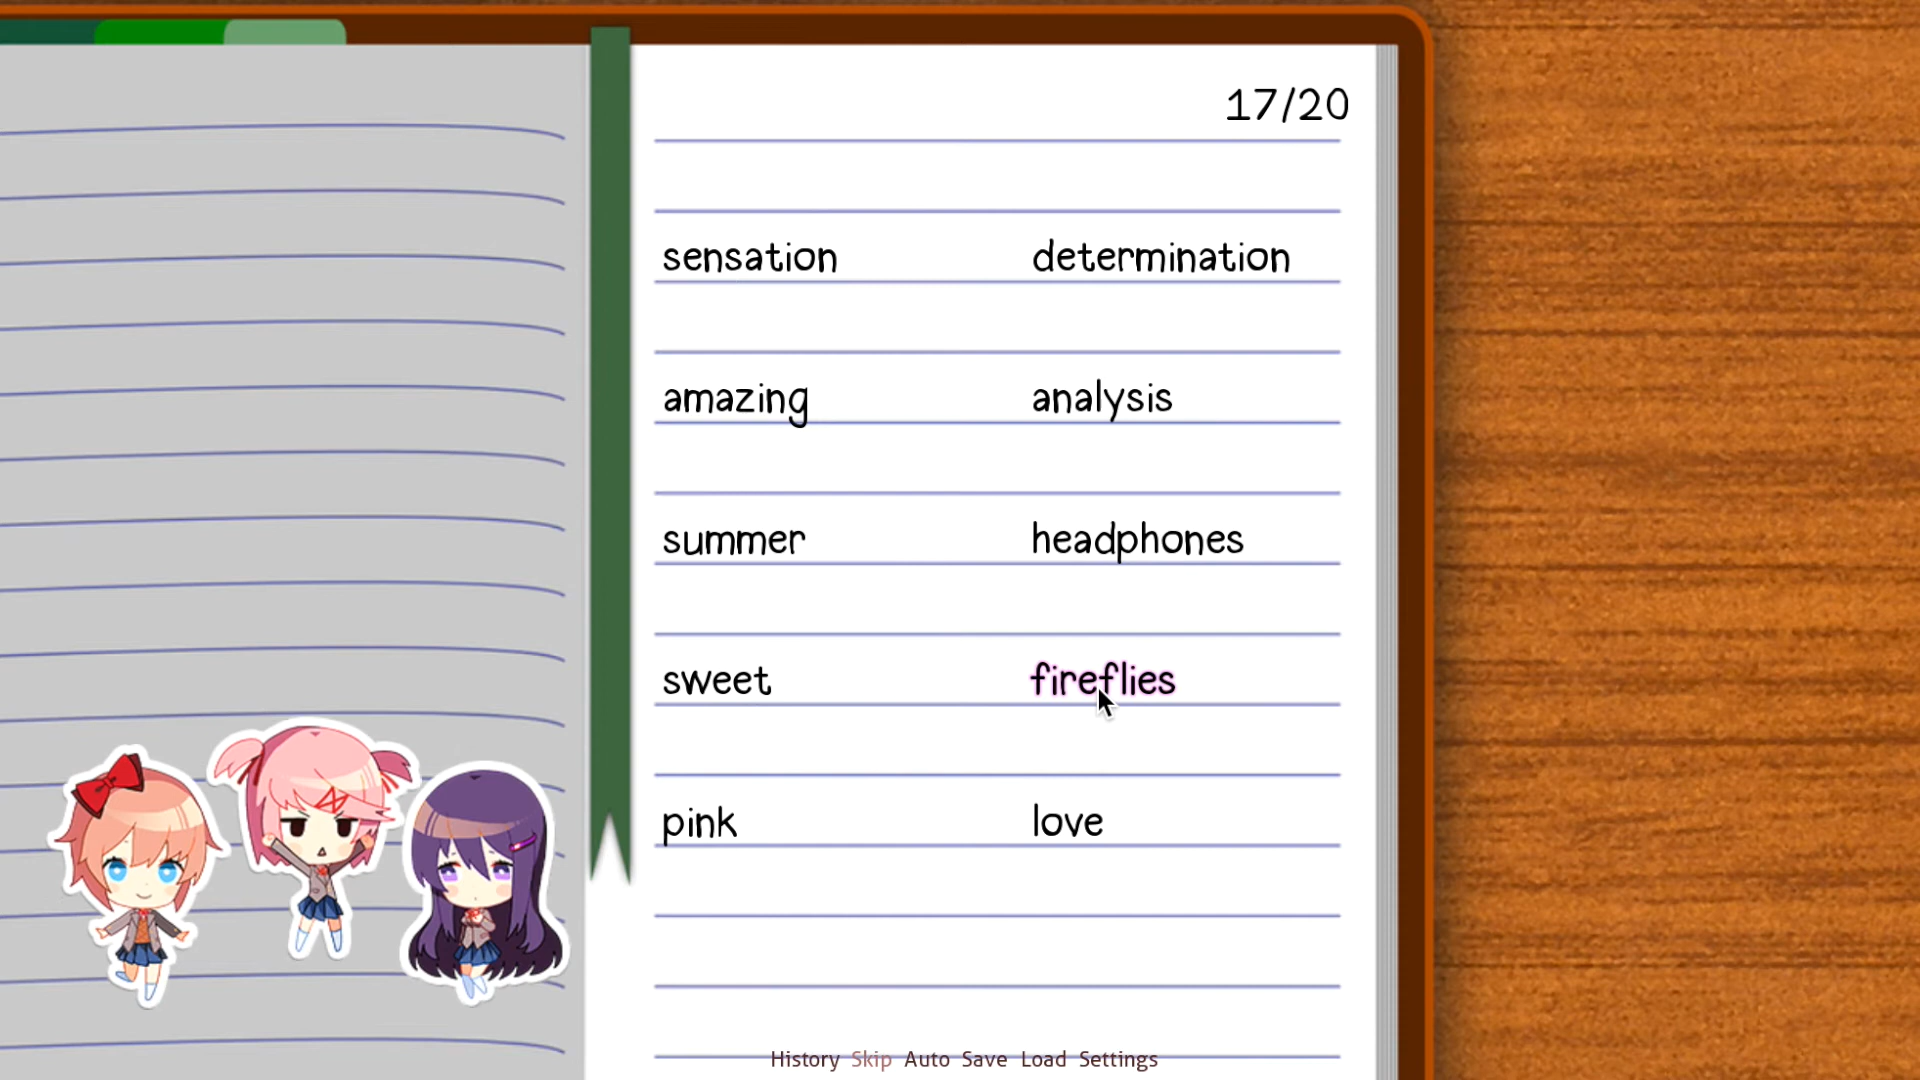 17/20
sensation determination
amazing analysis
summer headphones
sweet fireflies
pink love
History Skip Auto Save Load Settings